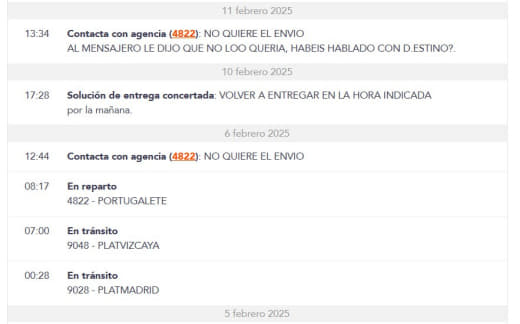 11 febrero 2025
13:34 Contacta con agencia (4822): NO QUIERE EL ENVIO
AL MENSAJERO LE DIJO QUE NO LOO QUERIA, HABEIS HABLADO CON D.ESTINO?.
10 febrero 2025
17:28 Solución de entrega concertada: VOLVER A ENTREGAR EN LA HORA INDICADA
por la mañana.
6 febrero 2025
12:44 Contacta con agencia (4822): NO QUIERE EL ENVIO
08:17 En reparto
4822 - PORTUGALETE
07:00 En tránsito
9048 - PLATVIZCAYA
00:28 En tránsito
9028 - PLATMADRID
5 febrero 2025